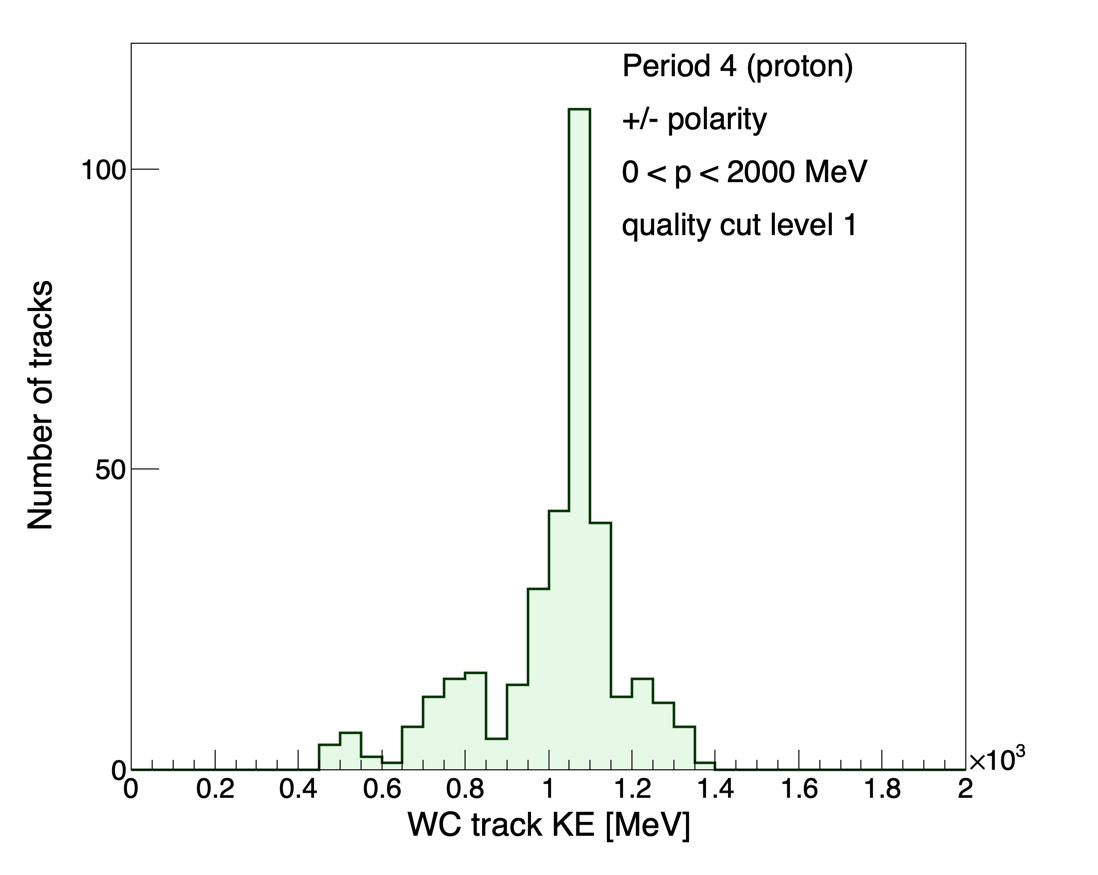 Period 4 (proton)
+/- polarity
0 < p < 2000 MeV
quality cut level 1
Number of tracks
100
50
0
0 0.2 0.4 0.6 0.8 1 1.2 1.4 1.6 1.8 2
×10³
WC track KE [MeV]